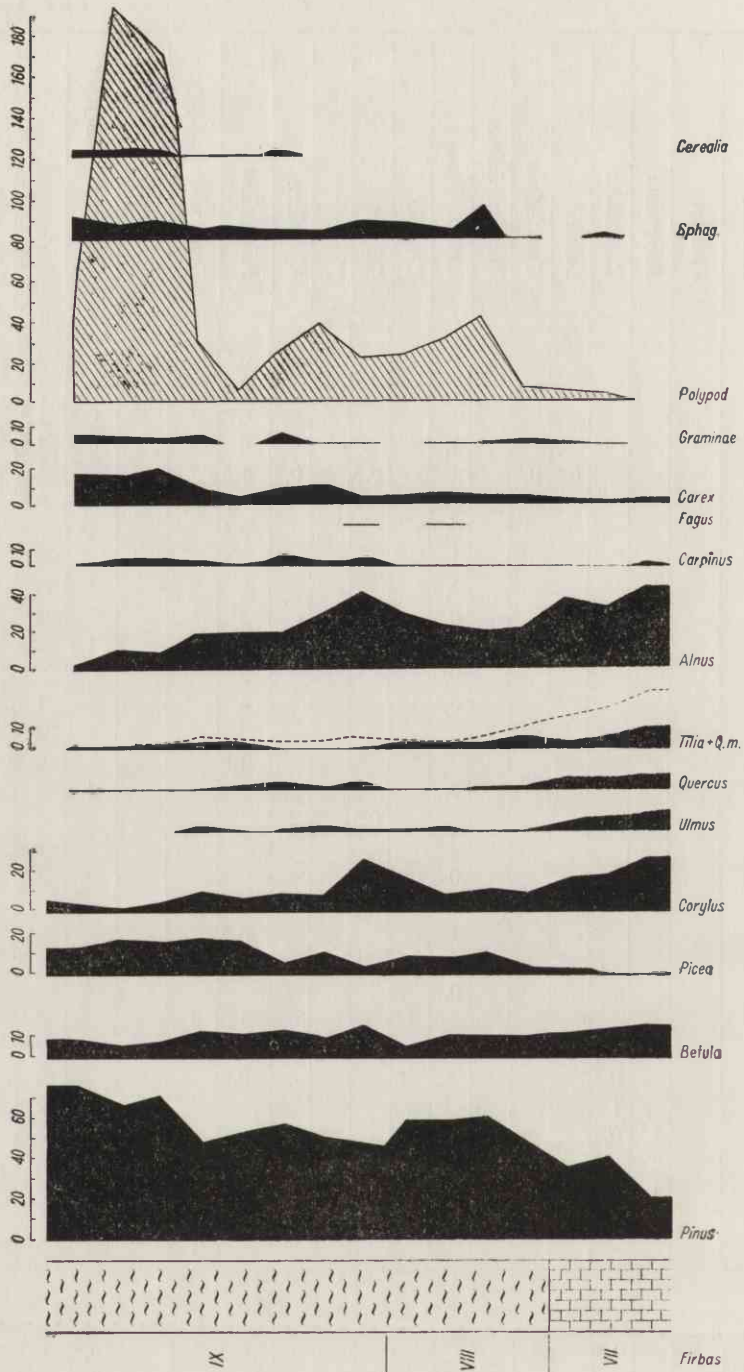 180
160
140
120
100
80
60
40
20
0
Cerealia
Sphag.
Polypod
0 10
Graminae
20
0
Carex
Fagus
0 10
Carpinus
40
20
0
Alnus
0 10
Tilia + Q.m.
Quercus
Ulmus
20
0
Corylus
20
0
Picea
0 10
Betula
60
40
20
0
Pinus
IX
VIII
VII
Firbas